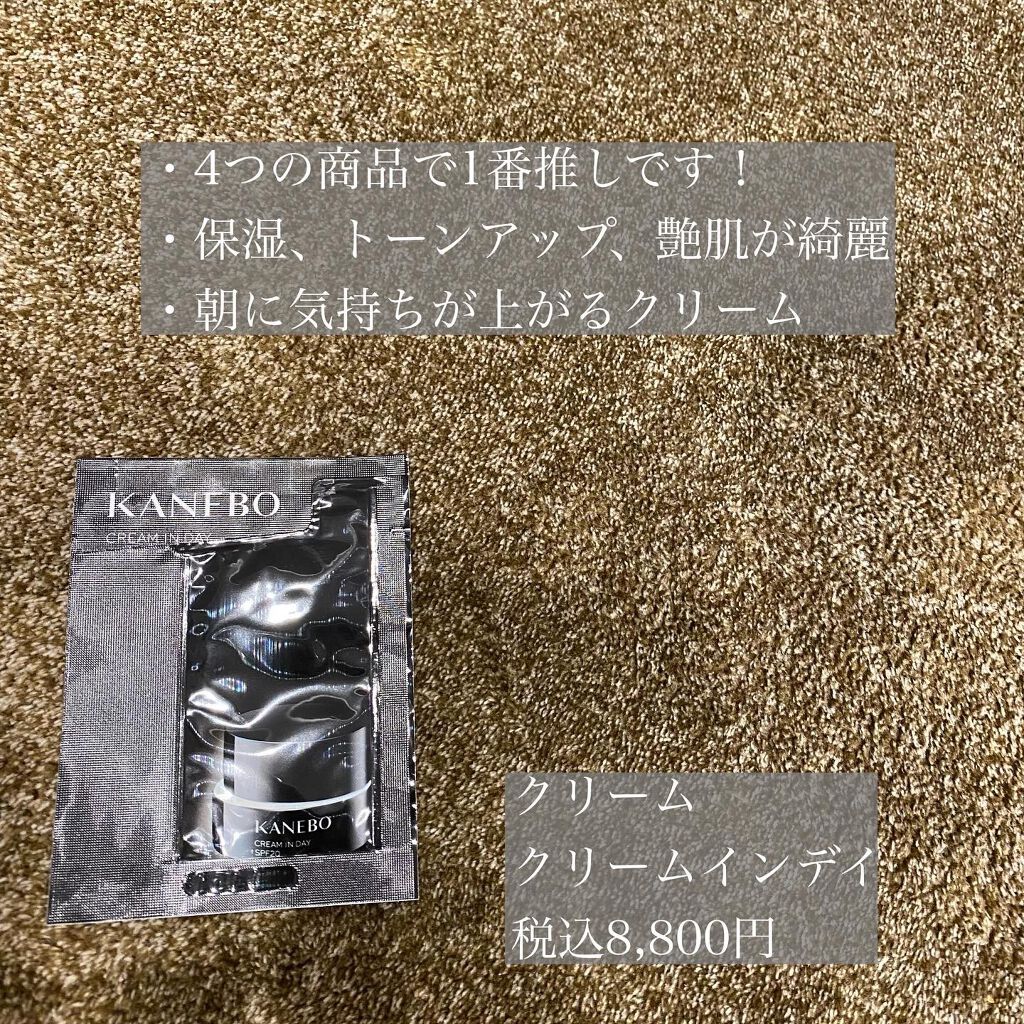 ・4つの商品で1番推しです！
・保湿、トーンアップ、艶肌が綺麗
・朝に気持ちが上がるクリーム
KANEBO
CREAM IN DAY
KANEBO
CREAM IN DAY
SPF20
クリーム
クリームインデイ
税込8,800円